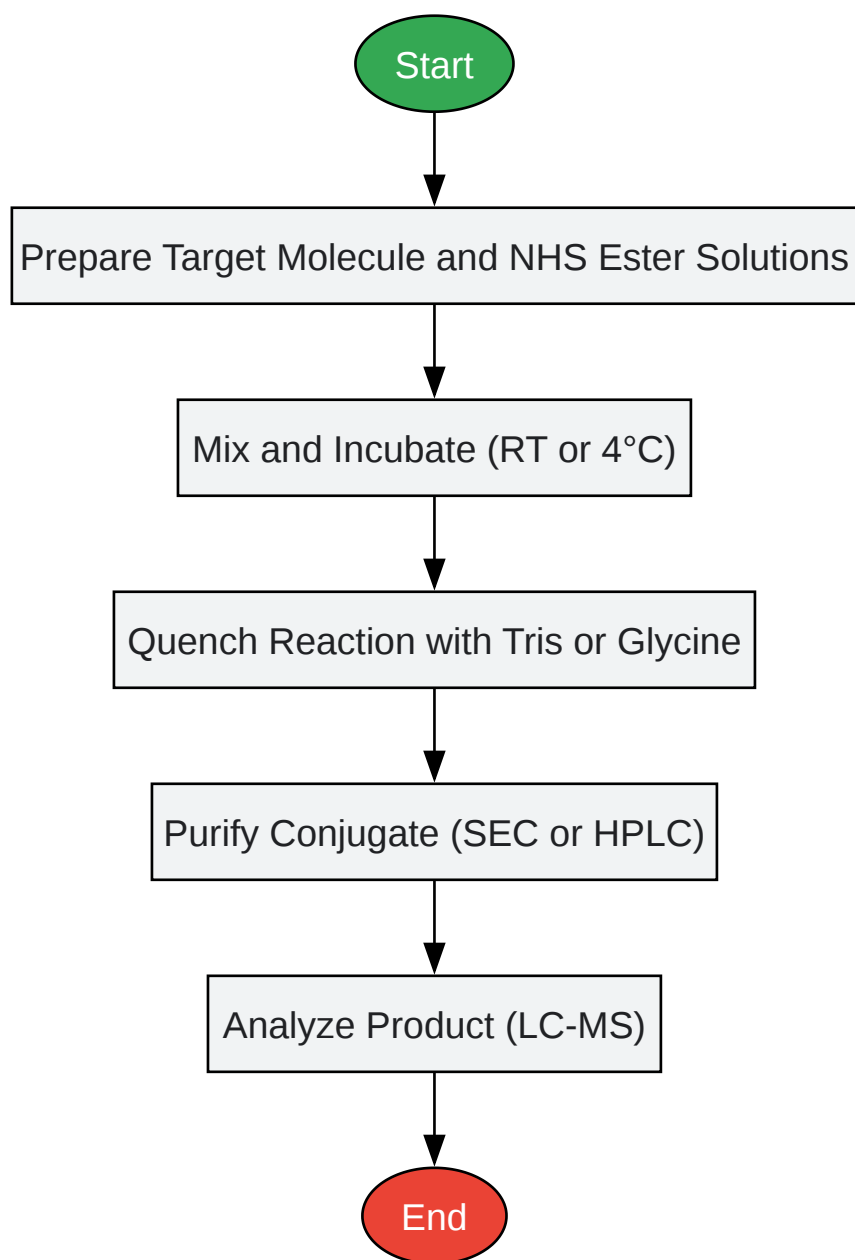 Start
Prepare Target Molecule and NHS Ester Solutions
Mix and Incubate (RT or 4°C)
Quench Reaction with Tris or Glycine
Purify Conjugate (SEC or HPLC)
Analyze Product (LC-MS)
End